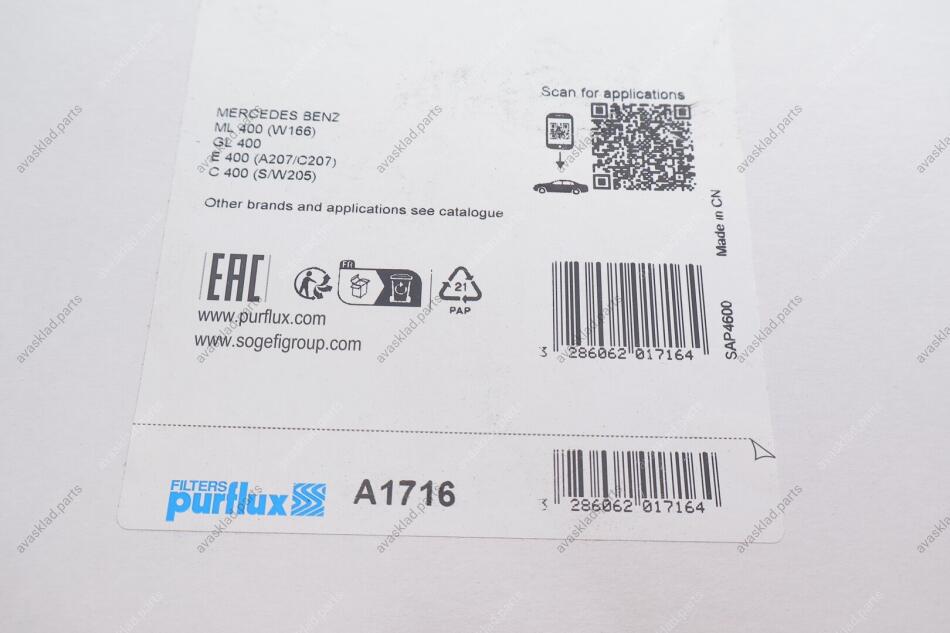 MERCEDES BENZ
ML 400 (W166)
GL 400
E 400 (A207/C207)
C 400 (S/W205)
Other brands and applications see catalogue
Scan for applications
Made in CN
EAC
FR
21
PAP
www.purflux.com
www.sogefigroup.com
3 286062 017164
SAP4600
FILTERS
purflux
A1716
3 286062 017164
avasklad.parts